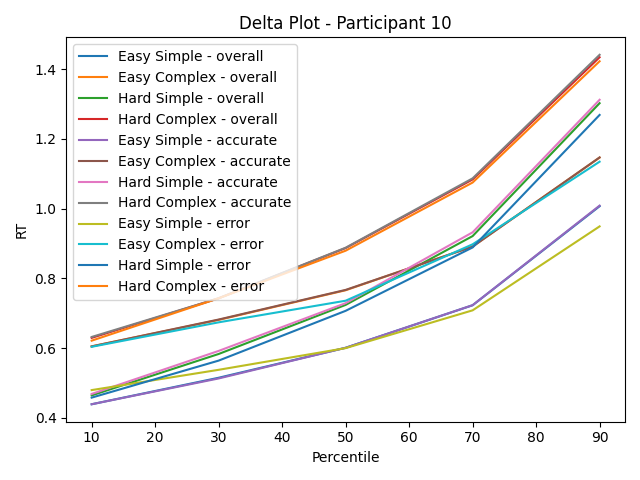 Delta Plot - Participant 10
Easy Simple - overall
Easy Complex - overall
Hard Simple - overall
Hard Complex - overall
Easy Simple - accurate
Easy Complex - accurate
Hard Simple - accurate
Hard Complex - accurate
Easy Simple - error
Easy Complex - error
Hard Simple - error
Hard Complex - error
1.4
1.2
1.0
0.8
0.6
0.4
RT
10 20 30 40 50 60 70 80 90
Percentile